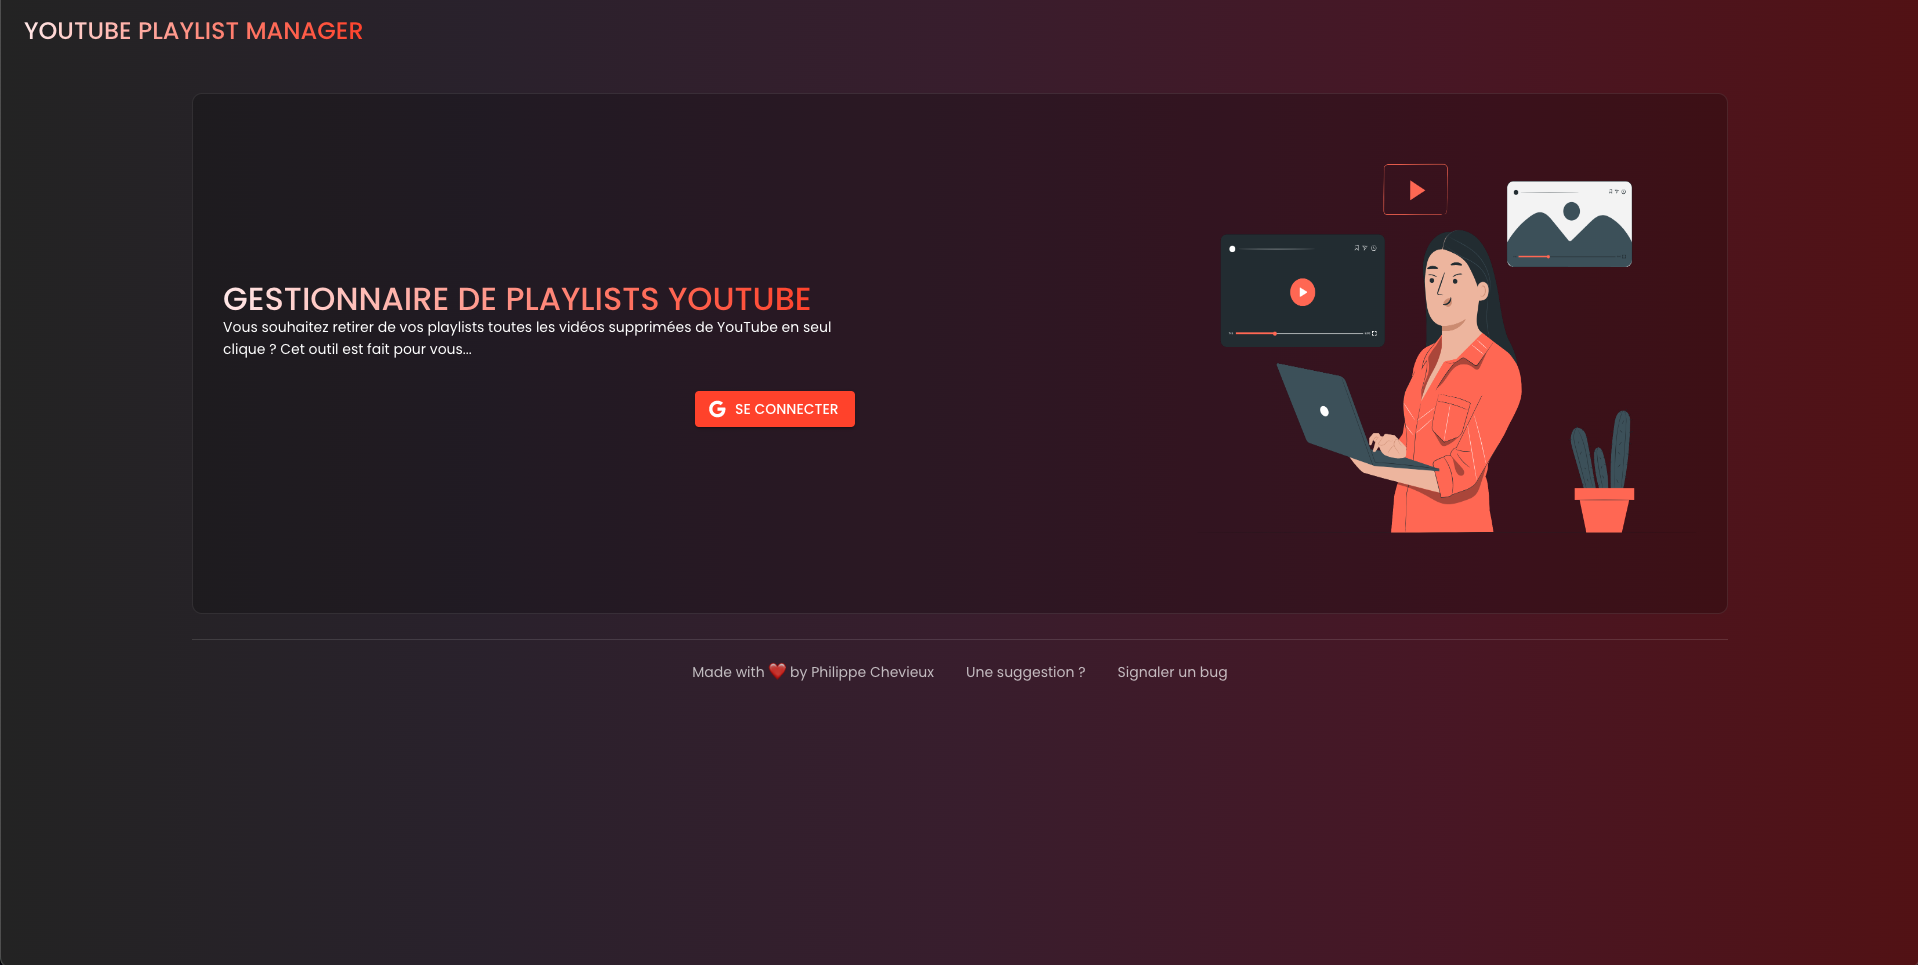 YOUTUBE PLAYLIST MANAGER
GESTIONNAIRE DE PLAYLISTS YOUTUBE
Vous souhaitez retirer de vos playlists toutes les vidéos supprimées de YouTube en seul
clique ? Cet outil est fait pour vous...
SE CONNECTER
Made with ❤️ by Philippe Chevieux
Une suggestion ?
Signaler un bug